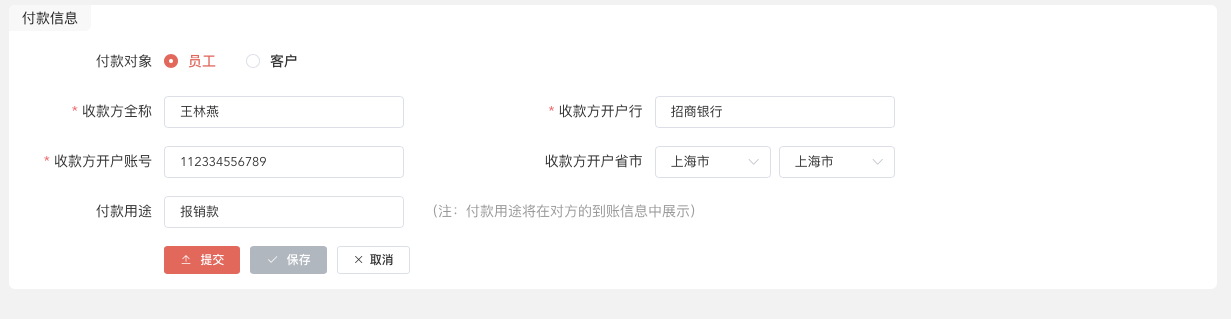 付款信息
付款对象 员工 客户
* 收款方全称 王林燕 * 收款方开户行 招商银行
* 收款方开户账号 112334556789 收款方开户省市 上海市 上海市
付款用途 报销款 (注：付款用途将在对方的到账信息中展示)
提交 保存 取消